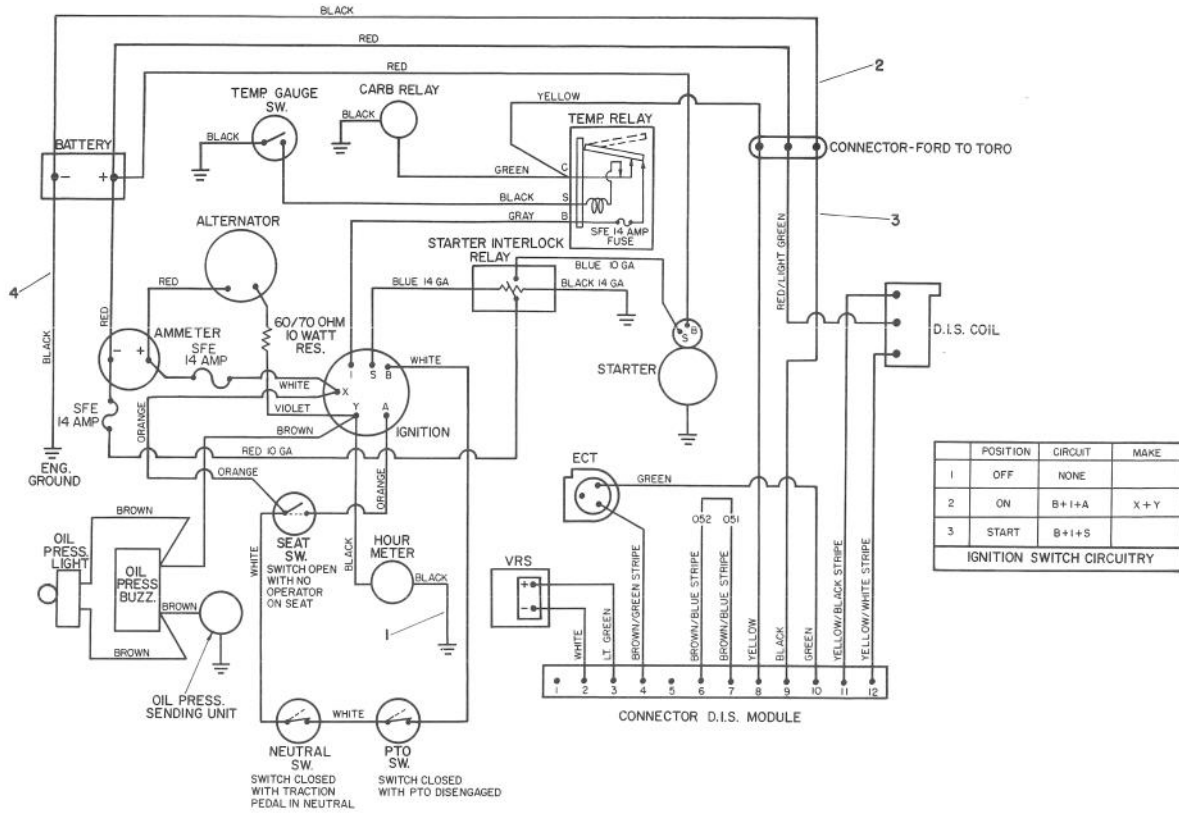 BLACK
RED
RED
2
TEMP. GAUGE
SW.
CARB RELAY
YELLOW
BLACK
TEMP. RELAY
BLACK
BATTERY
CONNECTOR-FORD TO TORO
- +
GREEN
C
BLACK
S
GRAY
B
SFE 14 AMP
FUSE
3
ALTERNATOR
STARTER INTERLOCK
RELAY
BLUE 10 GA
RED/LIGHT GREEN
4
RED
BLUE 14 GA
BLACK 14 GA
RED
BLACK
60/70 OHM
10 WATT
RES.
D.I.S. COIL
AMMETER
- +
SFE
14 AMP
B
S
STARTER
I S B
WHITE
X
WHITE
SFE
14 AMP
ORANGE
VIOLET
Y A
IGNITION
BROWN
RED 10 GA
ENG.
GROUND
ORANGE
ORANGE
ECT
GREEN
POSITION CIRCUIT MAKE
1 OFF NONE
2 ON B+I+A X+Y
3 START B+I+S
IGNITION SWITCH CIRCUITRY
BROWN
OIL
PRESS.
LIGHT
OIL
PRESS
BUZZ.
BROWN
BROWN
OIL PRESS.
SENDING UNIT
WHITE
SEAT
SW.
SWITCH OPEN
WITH NO
OPERATOR
ON SEAT
BLACK
HOUR
METER
BLACK
1
052 051
VRS
+
-
WHITE
LT. GREEN
BROWN/GREEN STRIPE
BROWN/BLUE STRIPE
BROWN/BLUE STRIPE
YELLOW
BLACK
GREEN
YELLOW/BLACK STRIPE
YELLOW/WHITE STRIPE
1 2 3 4 5 6 7 8 9 10 11 12
CONNECTOR D.I.S. MODULE
WHITE
NEUTRAL
SW.
SWITCH CLOSED
WITH TRACTION
PEDAL IN NEUTRAL
PTO
SW.
SWITCH CLOSED
WITH PTO DISENGAGED